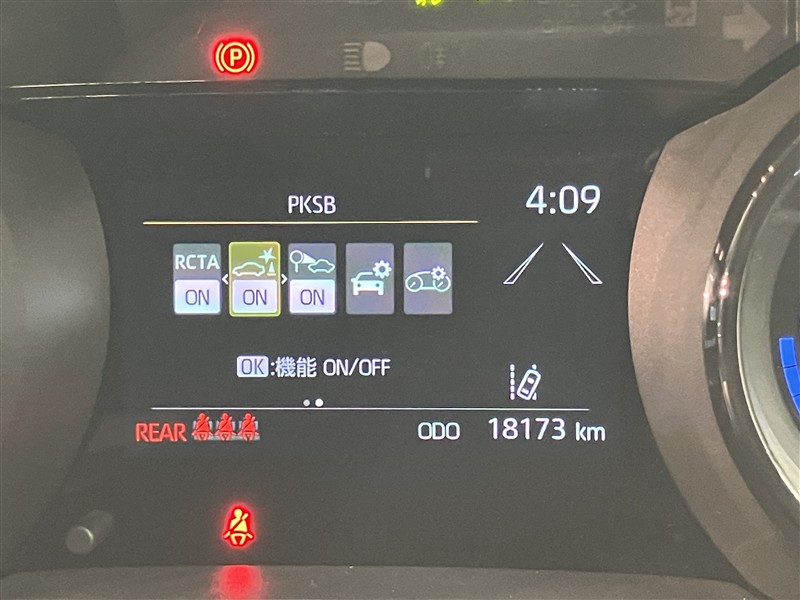 P
PKSB
4:09
RCTA
ON
ON
ON
OK:機能 ON/OFF
REAR
ODO 18173 km